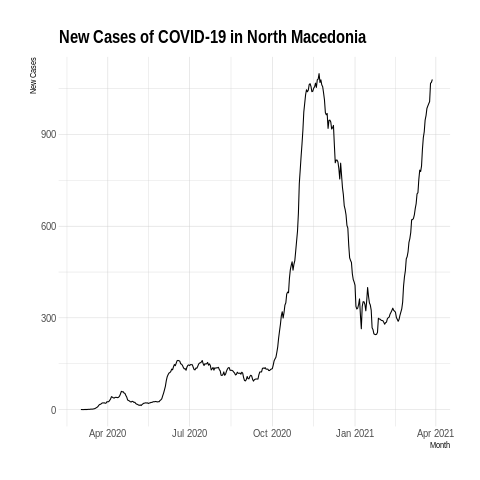 New Cases of COVID-19 in North Macedonia
New Cases
900
600
300
0
Apr 2020 Jul 2020 Oct 2020 Jan 2021 Apr 2021
Month